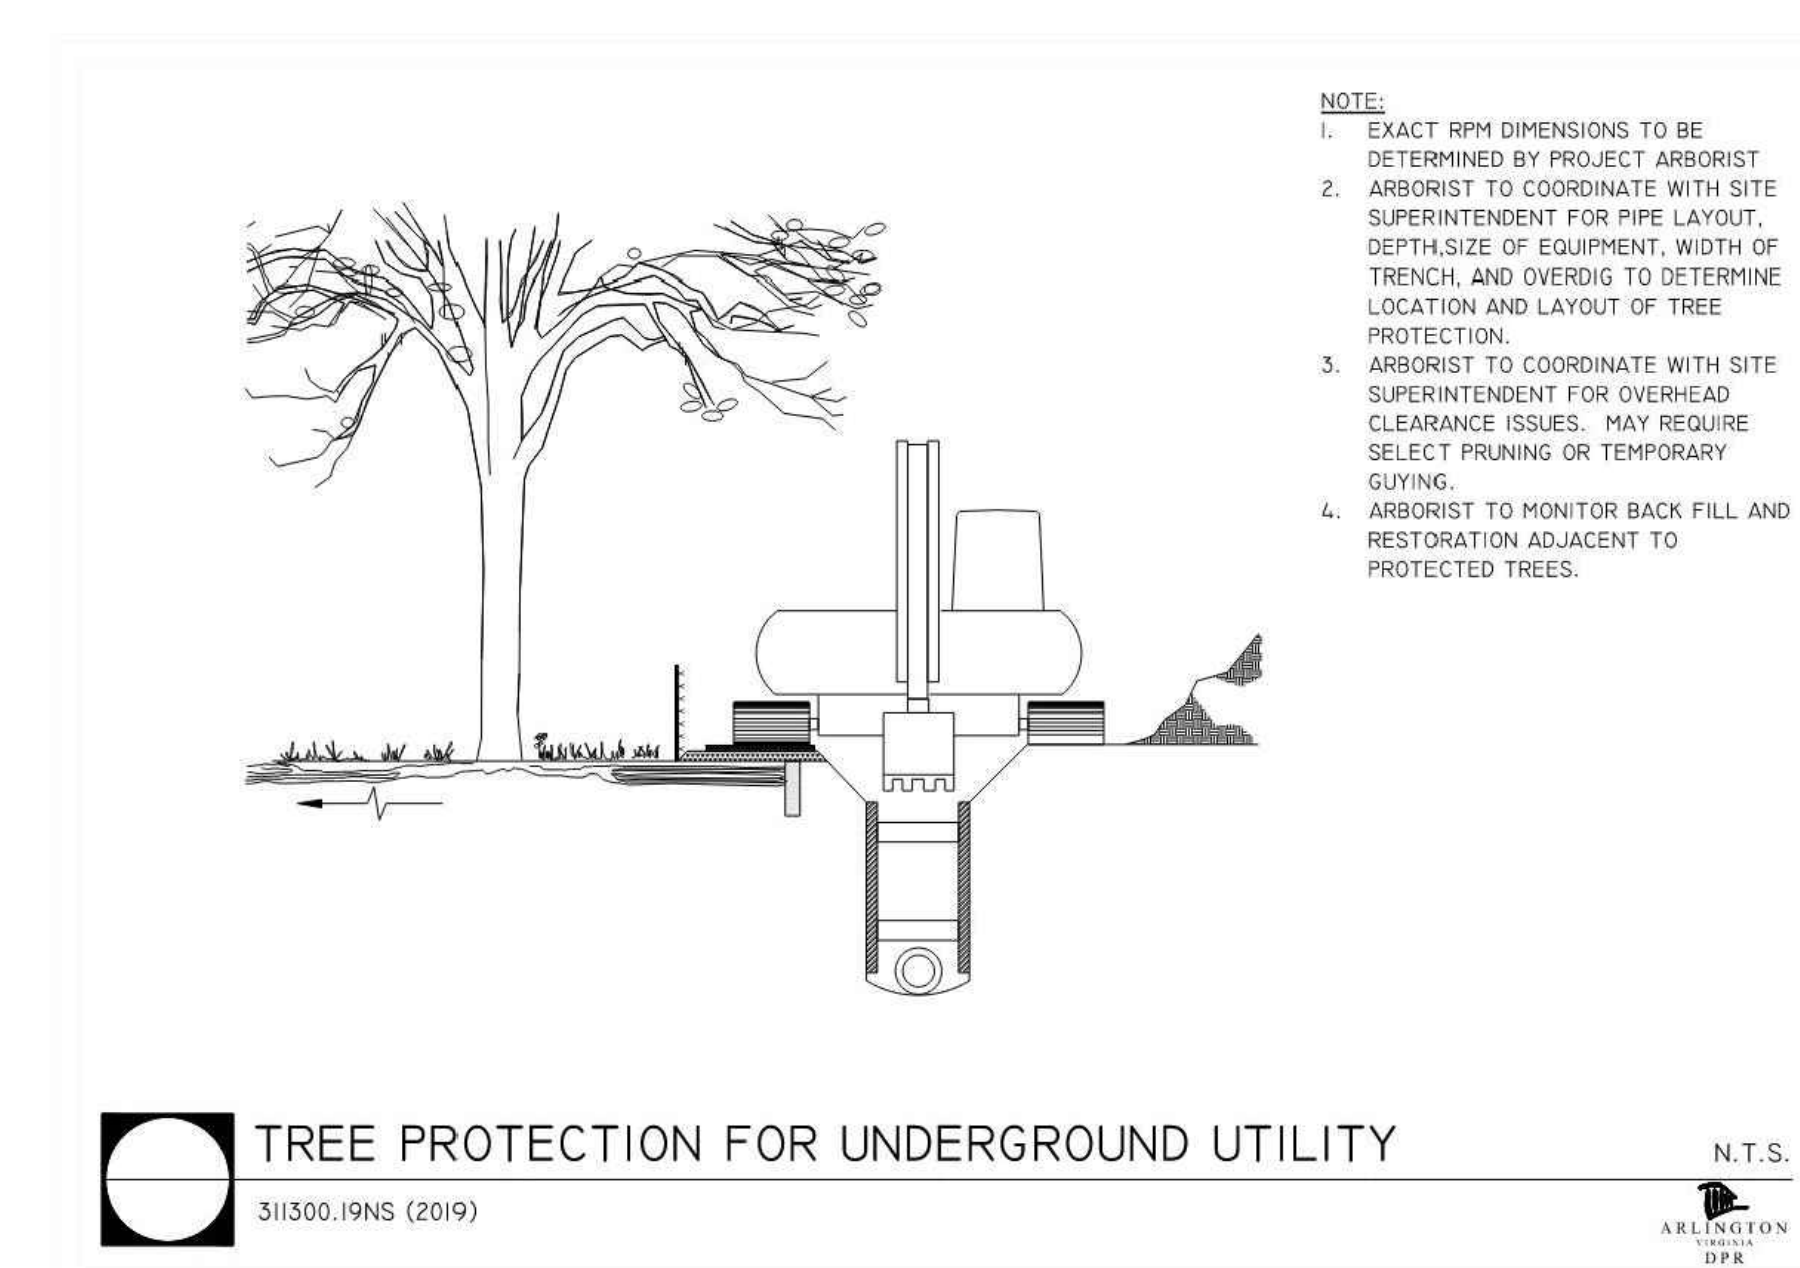 NOTE:
1. EXACT RPM DIMENSIONS TO BE
DETERMINED BY PROJECT ARBORIST
2. ARBORIST TO COORDINATE WITH SITE
SUPERINTENDENT FOR PIPE LAYOUT,
DEPTH,SIZE OF EQUIPMENT, WIDTH OF
TRENCH, AND OVERDIG TO DETERMINE
LOCATION AND LAYOUT OF TREE
PROTECTION.
3. ARBORIST TO COORDINATE WITH SITE
SUPERINTENDENT FOR OVERHEAD
CLEARANCE ISSUES. MAY REQUIRE
SELECT PRUNING OR TEMPORARY
GUYING.
4. ARBORIST TO MONITOR BACK FILL AND
RESTORATION ADJACENT TO
PROTECTED TREES.
TREE PROTECTION FOR UNDERGROUND UTILITY
N.T.S.
311300.19NS (2019)
ARLINGTON
VIRGINIA
DPR